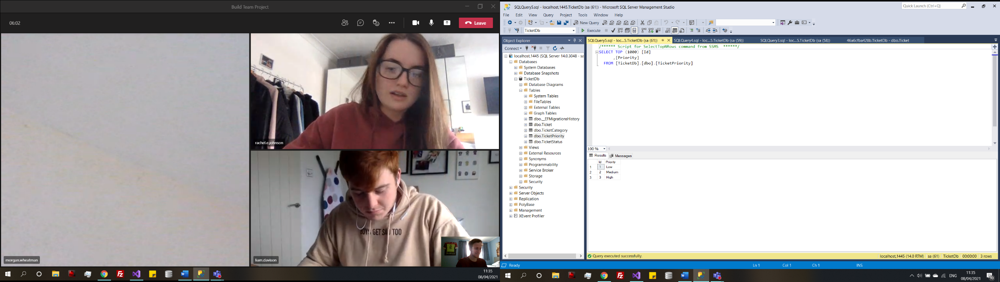 Build Team Project
06:02
Leave
rachel.e.johnson
BOYS GET SAD TOO
morgan.wheatman
liam.davison
11:35
08/04/2021
SQLQuery5.sql - localhost,1445.TicketDb (sa (61)) - Microsoft SQL Server Management Studio
Quick Launch (Ctrl+Q)
File Edit View Query Project Tools Window Help
New Query
TicketDb
Execute
Object Explorer
Connect
localhost,1445 (SQL Server 14.0.3048 - sa
Databases
System Databases
Database Snapshots
TicketDb
Database Diagrams
Tables
System Tables
FileTables
External Tables
Graph Tables
dbo.__EFMigrationsHistory
dbo.Ticket
dbo.TicketCategory
dbo.TicketPriority
dbo.TicketStatus
Views
External Resources
Synonyms
Programmability
Service Broker
Storage
Security
Security
Server Objects
Replication
PolyBase
Management
XEvent Profiler
SQLQuery5.sql - loc...5.TicketDb (sa (61)) SQLQuery4.sql - loc...5.TicketDb (sa (59)) SQLQuery3.sql - loc...5.TicketDb (sa (58)) 46a6cfba428b.TicketDb - dbo.Ticket
/****** Script for SelectTopNRows command from SSMS ******/
SELECT TOP (1000) [Id]
,[Priority]
FROM [TicketDb].[dbo].[TicketPriority]
100 %
Results Messages
Id Priority
1 1 Low
2 2 Medium
3 3 High
Query executed successfully.
localhost,1445 (14.0 RTM) sa (61) TicketDb 00:00:00 3 rows
Ready Ln 1 Col 1 Ch 1 INS
ENG
11:35
08/04/2021
10